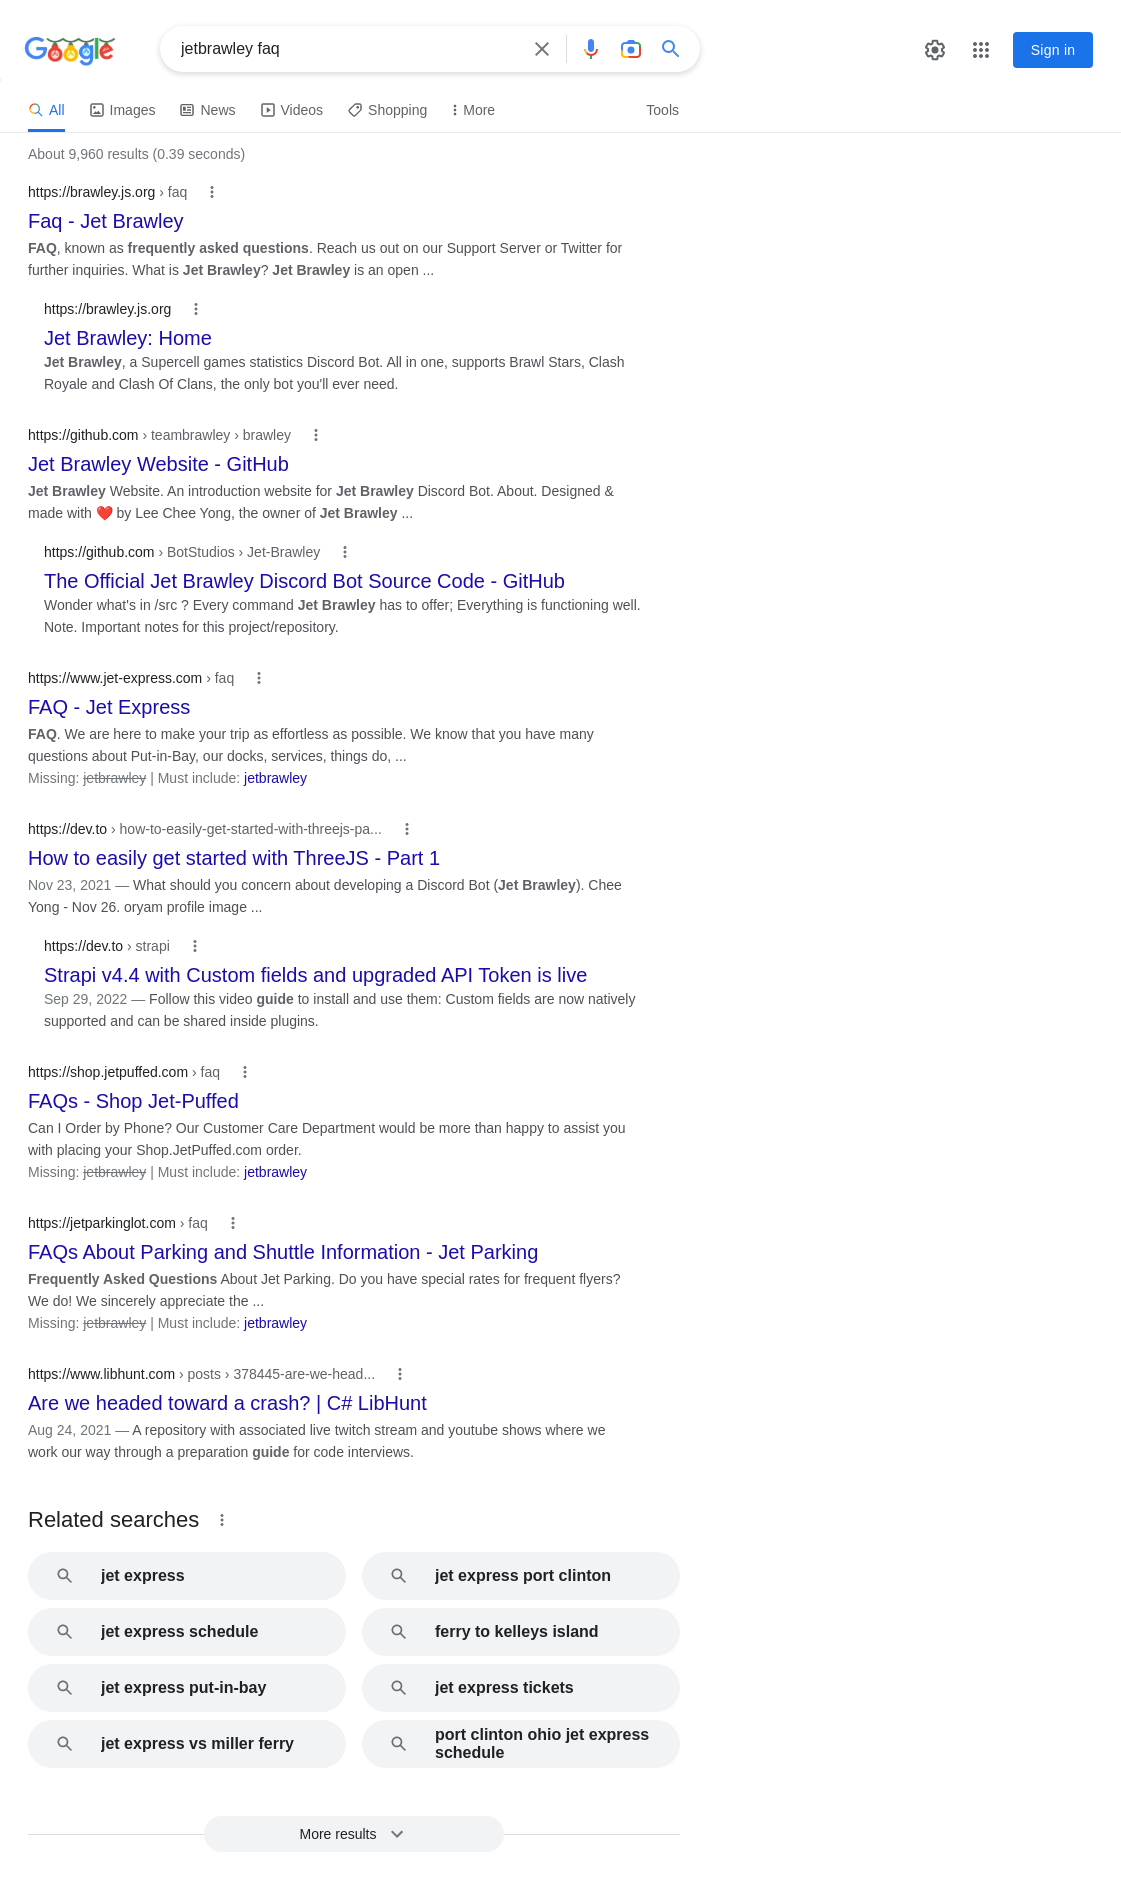 Google
jetbrawley faq
Sign in
All
Images
News
Videos
Shopping
More
Tools
About 9,960 results (0.39 seconds)
https://brawley.js.org › faq
Faq - Jet Brawley
FAQ, known as frequently asked questions. Reach us out on our Support Server or Twitter for
further inquiries. What is Jet Brawley? Jet Brawley is an open ...
https://brawley.js.org
Jet Brawley: Home
Jet Brawley, a Supercell games statistics Discord Bot. All in one, supports Brawl Stars, Clash
Royale and Clash Of Clans, the only bot you'll ever need.
https://github.com › teambrawley › brawley
Jet Brawley Website - GitHub
Jet Brawley Website. An introduction website for Jet Brawley Discord Bot. About. Designed &
made with ❤️ by Lee Chee Yong, the owner of Jet Brawley ...
https://github.com › BotStudios › Jet-Brawley
The Official Jet Brawley Discord Bot Source Code - GitHub
Wonder what's in /src ? Every command Jet Brawley has to offer; Everything is functioning well.
Note. Important notes for this project/repository.
https://www.jet-express.com › faq
FAQ - Jet Express
FAQ. We are here to make your trip as effortless as possible. We know that you have many
questions about Put-in-Bay, our docks, services, things do, ...
Missing: jetbrawley | Must include: jetbrawley
https://dev.to › how-to-easily-get-started-with-threejs-pa...
How to easily get started with ThreeJS - Part 1
Nov 23, 2021 — What should you concern about developing a Discord Bot (Jet Brawley). Chee
Yong - Nov 26. oryam profile image ...
https://dev.to › strapi
Strapi v4.4 with Custom fields and upgraded API Token is live
Sep 29, 2022 — Follow this video guide to install and use them: Custom fields are now natively
supported and can be shared inside plugins.
https://shop.jetpuffed.com › faq
FAQs - Shop Jet-Puffed
Can I Order by Phone? Our Customer Care Department would be more than happy to assist you
with placing your Shop.JetPuffed.com order.
Missing: jetbrawley | Must include: jetbrawley
https://jetparkinglot.com › faq
FAQs About Parking and Shuttle Information - Jet Parking
Frequently Asked Questions About Jet Parking. Do you have special rates for frequent flyers?
We do! We sincerely appreciate the ...
Missing: jetbrawley | Must include: jetbrawley
https://www.libhunt.com › posts › 378445-are-we-head...
Are we headed toward a crash? | C# LibHunt
Aug 24, 2021 — A repository with associated live twitch stream and youtube shows where we
work our way through a preparation guide for code interviews.
Related searches
jet express
jet express port clinton
jet express schedule
ferry to kelleys island
jet express put-in-bay
jet express tickets
jet express vs miller ferry
port clinton ohio jet express
schedule
More results